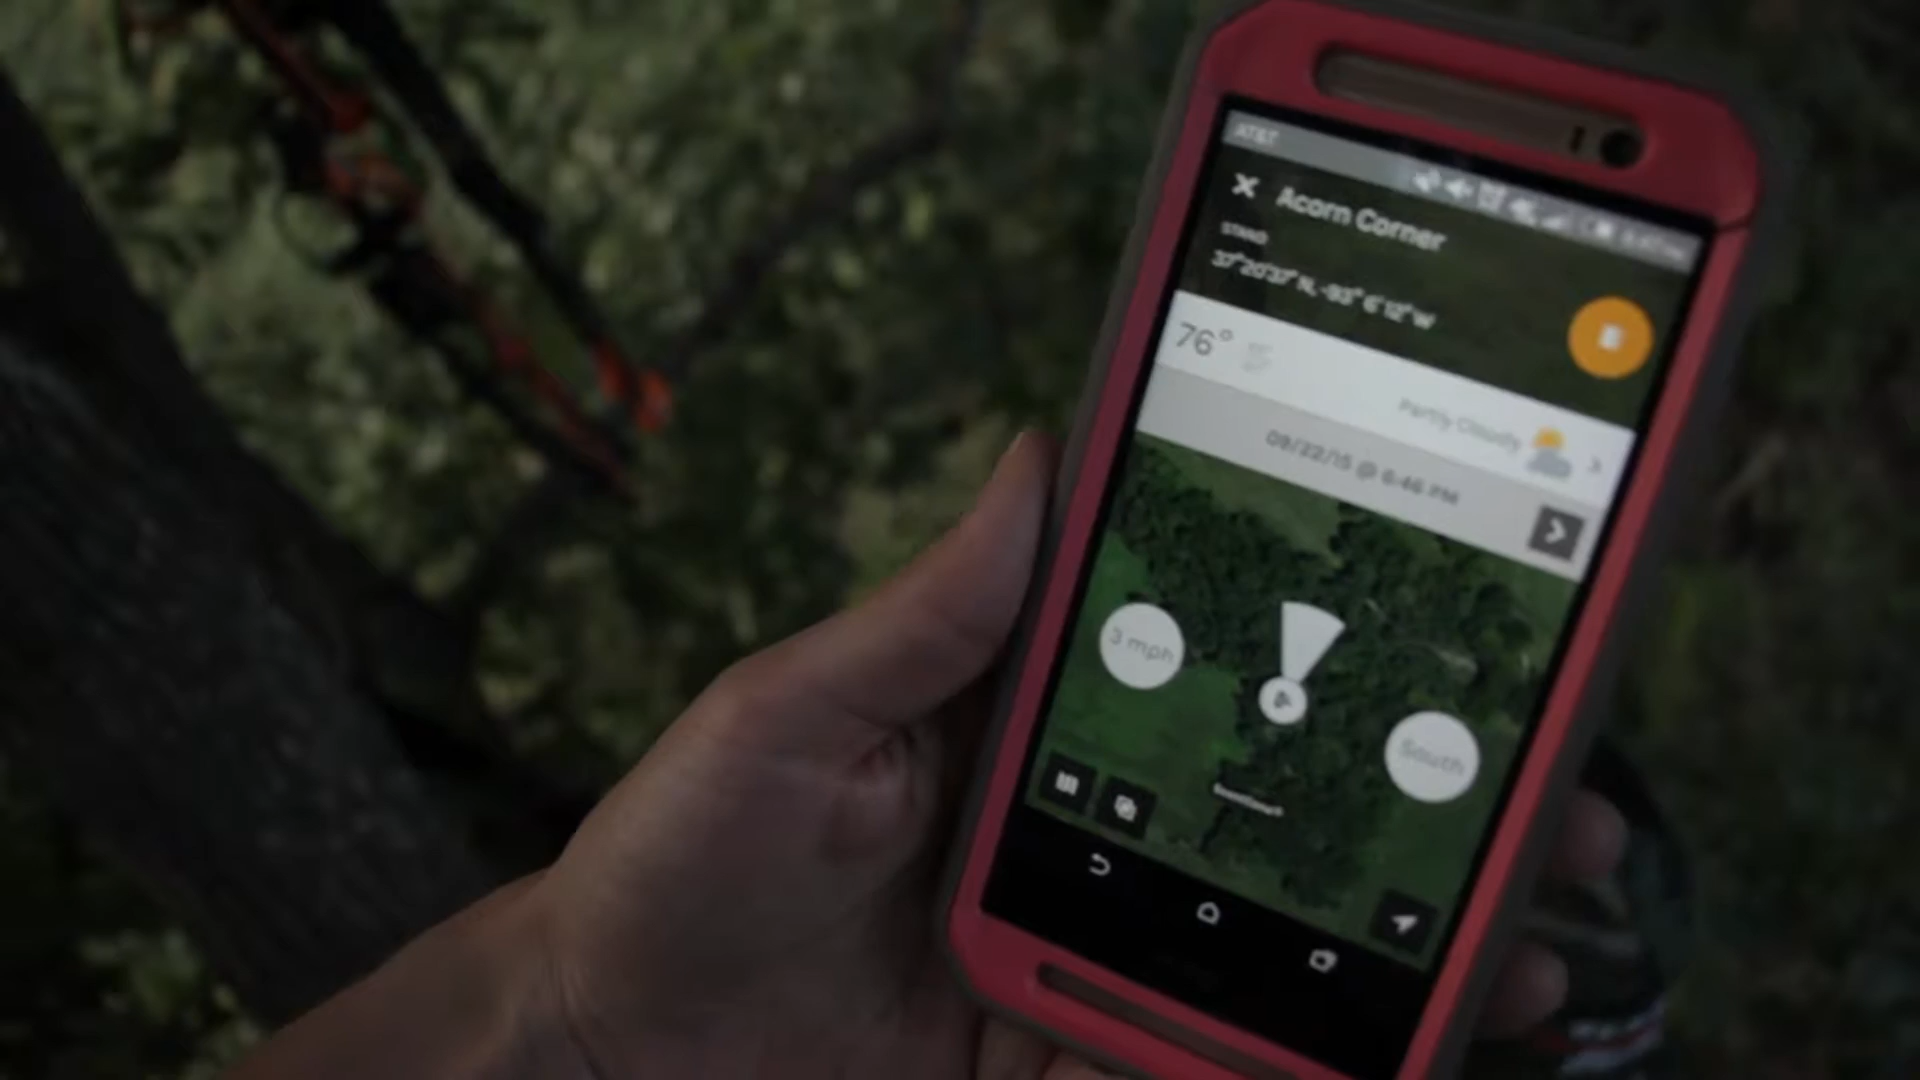 AT&T
Acorn Corner
STAND
37°20'37" N, -93° 6'12" W
76°
Partly Cloudy
09/22/15 @ 6:46 PM
3 mph
South